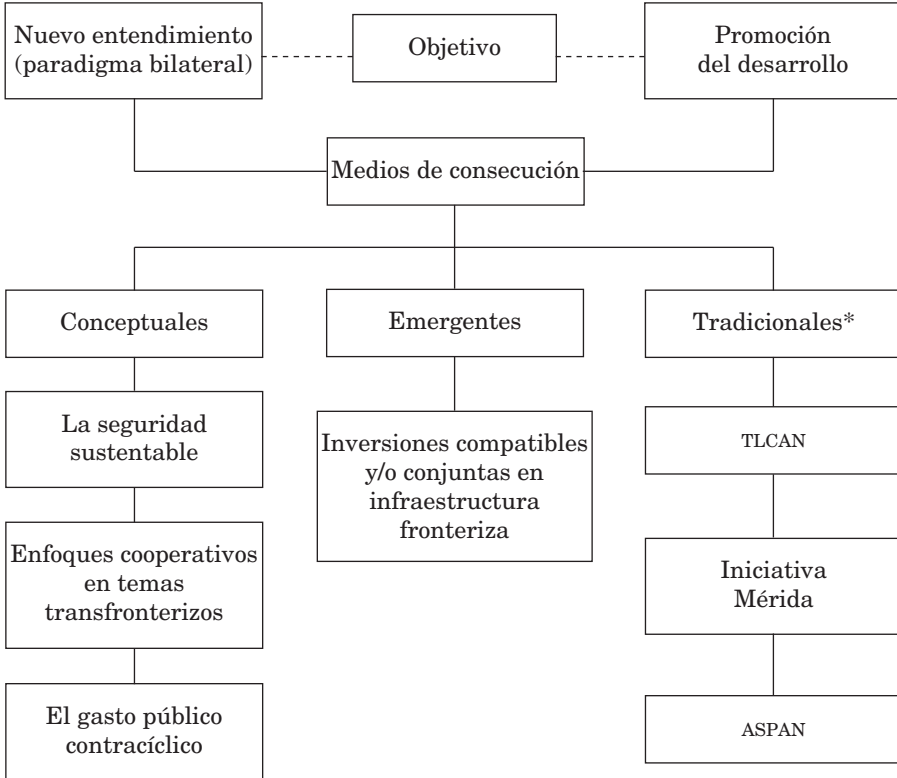 Nuevo entendimiento
(paradigma bilateral)
Objetivo
Promoción
del desarrollo
Medios de consecución
Conceptuales
Emergentes
Tradicionales*
La seguridad
sustentable
Inversiones compatibles
y/o conjuntas en
infraestructura
fronteriza
TLCAN
Enfoques cooperativos
en temas
transfronterizos
Iniciativa
Mérida
El gasto público
contracíclico
ASPAN